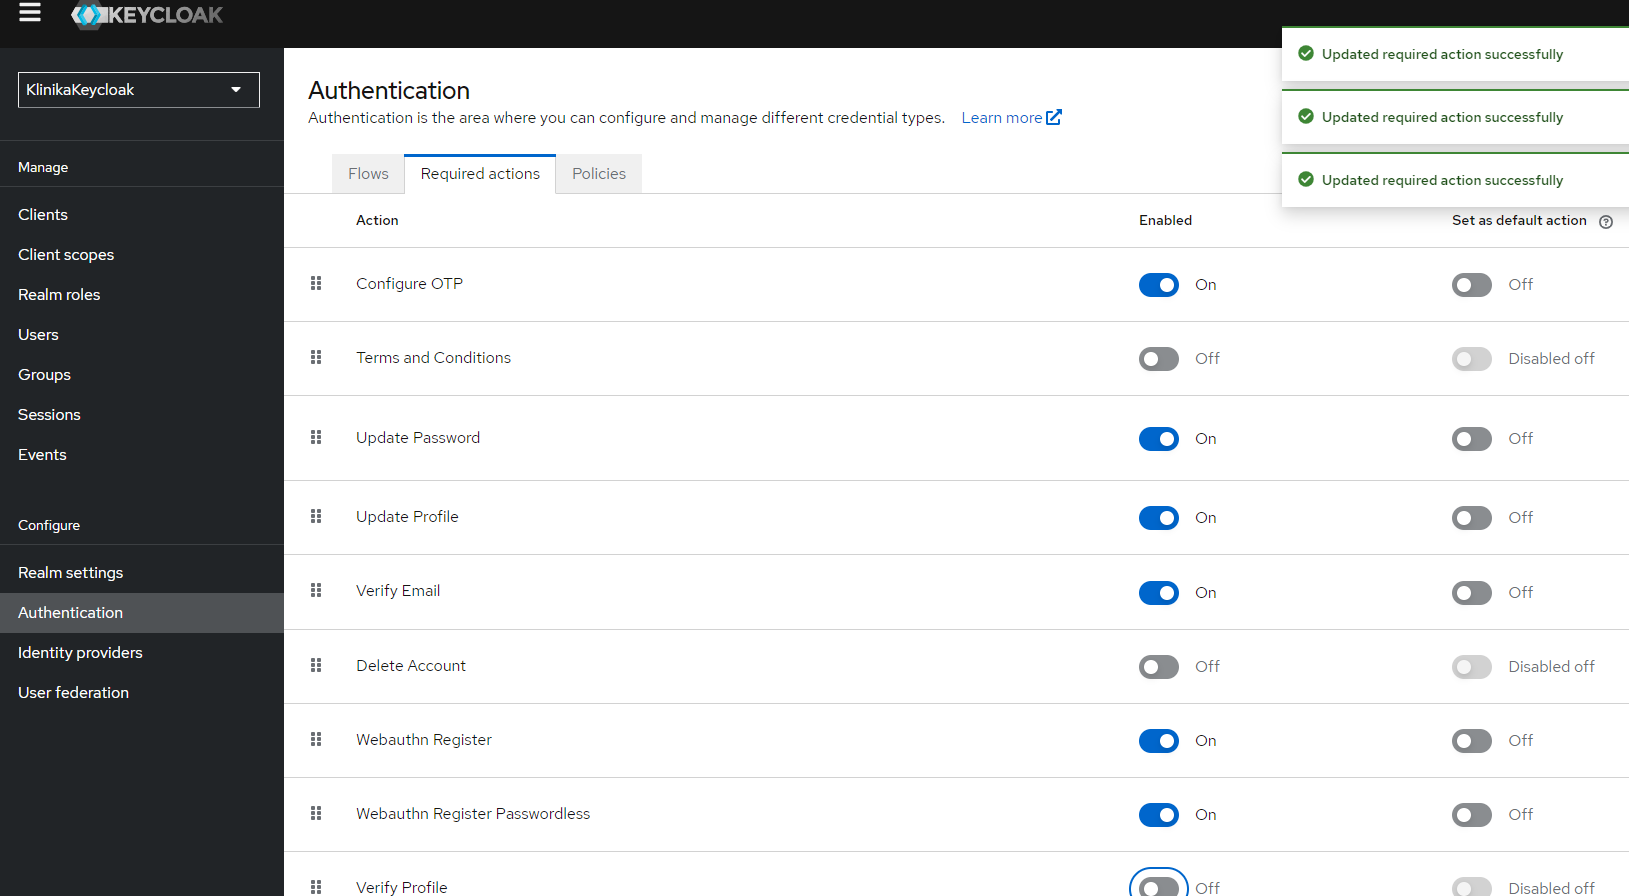 KEYCLOAK
Updated required action successfully
Updated required action successfully
Updated required action successfully
KlinikaKeycloak
Manage
Clients
Client scopes
Realm roles
Users
Groups
Sessions
Events
Configure
Realm settings
Authentication
Identity providers
User federation
Authentication
Authentication is the area where you can configure and manage different credential types. Learn more
Flows Required actions Policies
Action Enabled Set as default action
Configure OTP On Off
Terms and Conditions Off Disabled off
Update Password On Off
Update Profile On Off
Verify Email On Off
Delete Account Off Disabled off
Webauthn Register On Off
Webauthn Register Passwordless On Off
Verify Profile Off Disabled off